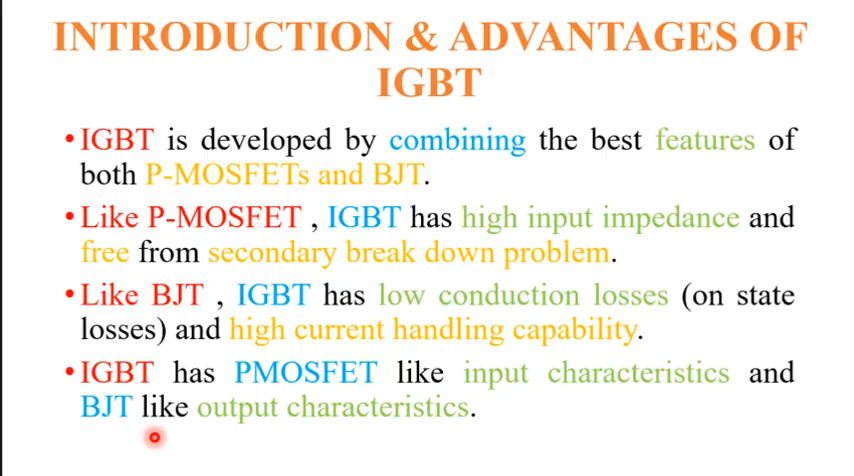 INTRODUCTION & ADVANTAGES OF
IGBT
• IGBT is developed by combining the best features of
both P-MOSFETs and BJT.
• Like P-MOSFET , IGBT has high input impedance and
free from secondary break down problem.
• Like BJT , IGBT has low conduction losses (on state
losses) and high current handling capability.
• IGBT has PMOSFET like input characteristics and
BJT like output characteristics.